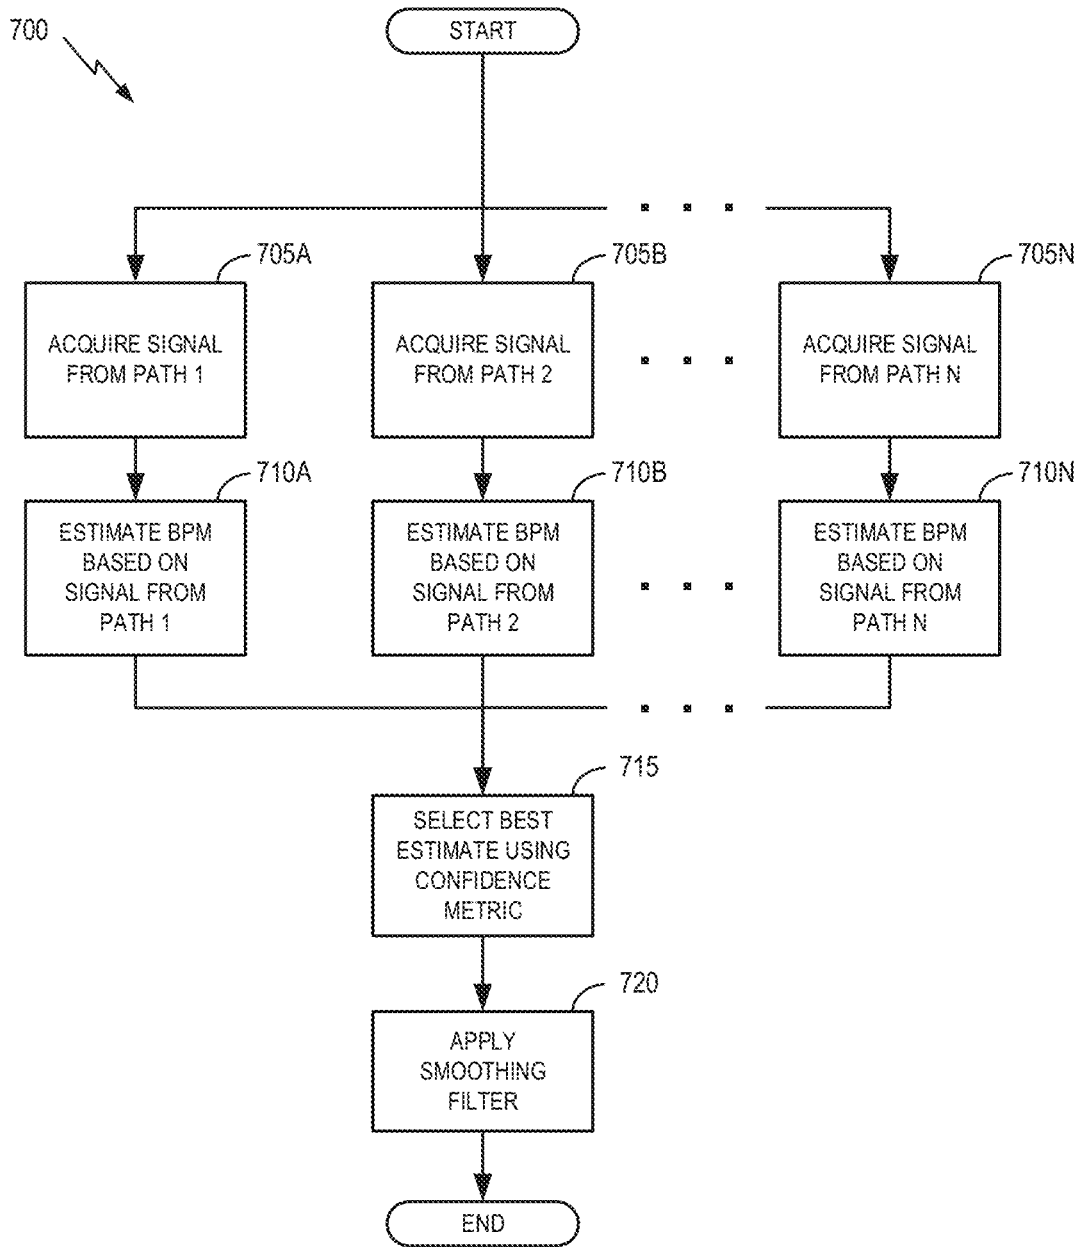 700
START
705A
705B
705N
ACQUIRE SIGNAL
FROM PATH 1
ACQUIRE SIGNAL
FROM PATH 2
ACQUIRE SIGNAL
FROM PATH N
710A
710B
710N
ESTIMATE BPM
BASED ON
SIGNAL FROM
PATH 1
ESTIMATE BPM
BASED ON
SIGNAL FROM
PATH 2
ESTIMATE BPM
BASED ON
SIGNAL FROM
PATH N
715
SELECT BEST
ESTIMATE USING
CONFIDENCE
METRIC
720
APPLY
SMOOTHING
FILTER
END